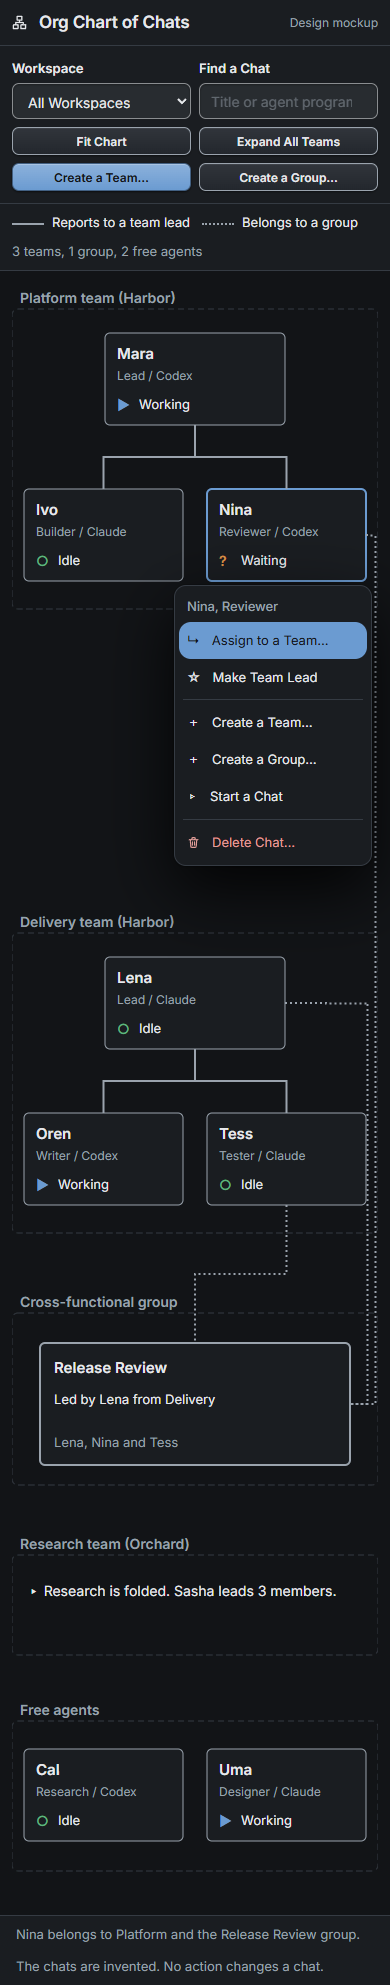 Org Chart of Chats
Design mockup
Workspace
Find a Chat
All Workspaces
Title or agent program
Fit Chart
Expand All Teams
Create a Team...
Create a Group...
Reports to a team lead
Belongs to a group
3 teams, 1 group, 2 free agents
Platform team (Harbor)
Mara
Lead / Codex
Working
Ivo
Builder / Claude
Idle
Nina
Reviewer / Codex
? Waiting
Nina, Reviewer
Assign to a Team...
Make Team Lead
+ Create a Team...
+ Create a Group...
Start a Chat
Delete Chat...
Delivery team (Harbor)
Lena
Lead / Claude
Idle
Oren
Writer / Codex
Working
Tess
Tester / Claude
Idle
Cross-functional group
Release Review
Led by Lena from Delivery
Lena, Nina and Tess
Research team (Orchard)
Research is folded. Sasha leads 3 members.
Free agents
Cal
Research / Codex
Idle
Uma
Designer / Claude
Working
Nina belongs to Platform and the Release Review group.
The chats are invented. No action changes a chat.